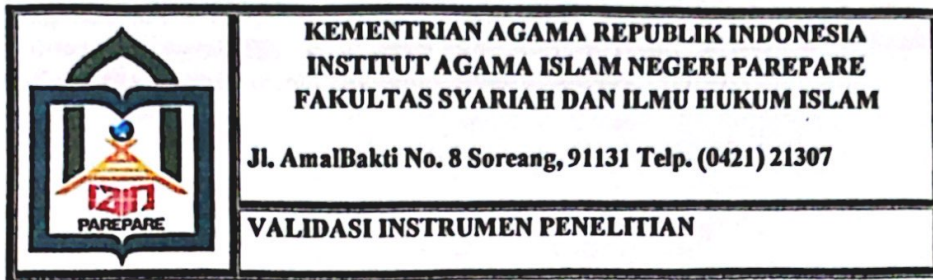 KEMENTRIAN AGAMA REPUBLIK INDONESIA
INSTITUT AGAMA ISLAM NEGERI PAREPARE
FAKULTAS SYARIAH DAN ILMU HUKUM ISLAM
Jl. AmalBakti No. 8 Soreang, 91131 Telp. (0421) 21307
VALIDASI INSTRUMEN PENELITIAN
iain
PAREPARE